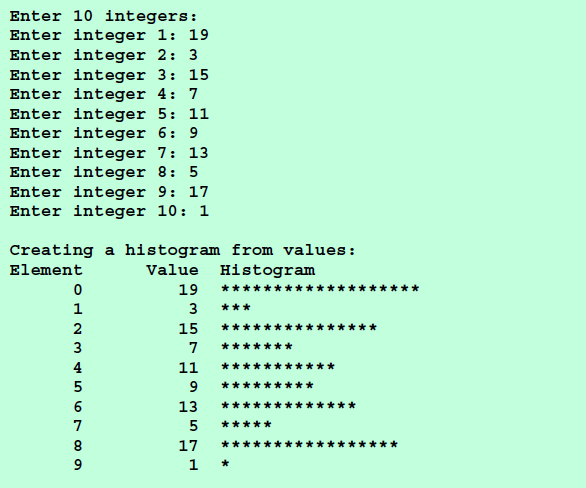 Enter 10 integers:
Enter integer 1: 19
Enter integer 2: 3
Enter integer 3: 15
Enter integer 4: 7
Enter integer 5: 11
Enter integer 6: 9
Enter integer 7: 13
Enter integer 8: 5
Enter integer 9: 17
Enter integer 10: 1

Creating a histogram from values:
Element Value Histogram
0 19 *******************
1 3 ***
2 15 ***************
3 7 *******
4 11 ***********
5 9 *********
6 13 *************
7 5 *****
8 17 *****************
9 1 *